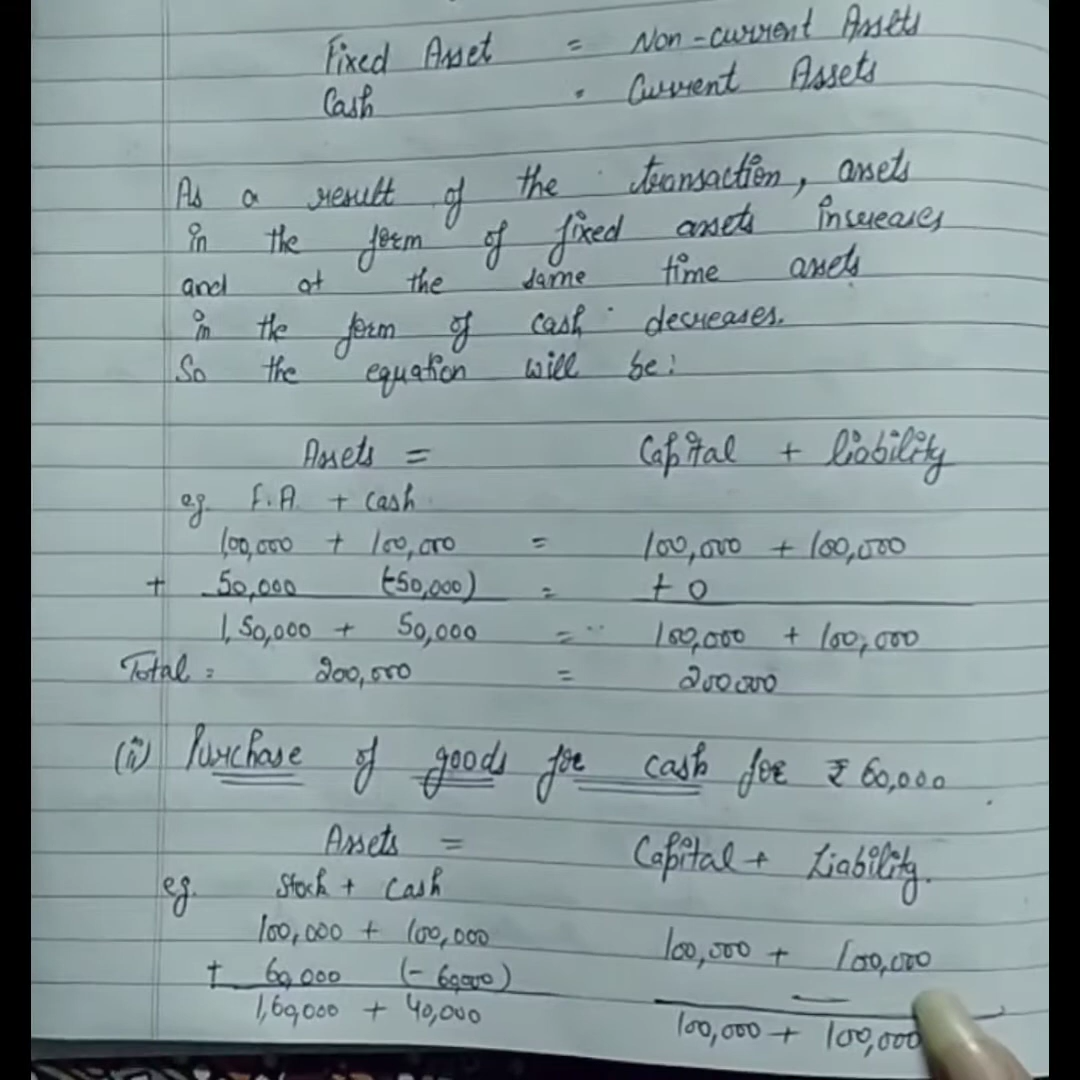 Fixed Asset = Non-current Assets
Cash = Current Assets
As a result of the transaction, assets
in the form of fixed assets increases
and at the same time assets
in the form of cash decreases.
So the equation will be:
Assets = Capital + liability
eg. F.A. + cash
1,00,000 + 100,000 = 100,000 + 100,000
+ 50,000 (-50,000) = + 0
1,50,000 + 50,000 = 100,000 + 100,000
Total = 200,000 = 200000
(ii) Purchase of goods for cash for ₹ 60,000
Assets = Capital + Liability.
eg. Stock + Cash
100,000 + 100,000 100,000 + 100,000
+ 60,000 (- 60,000) —
1,60,000 + 40,000 100,000 + 100,000